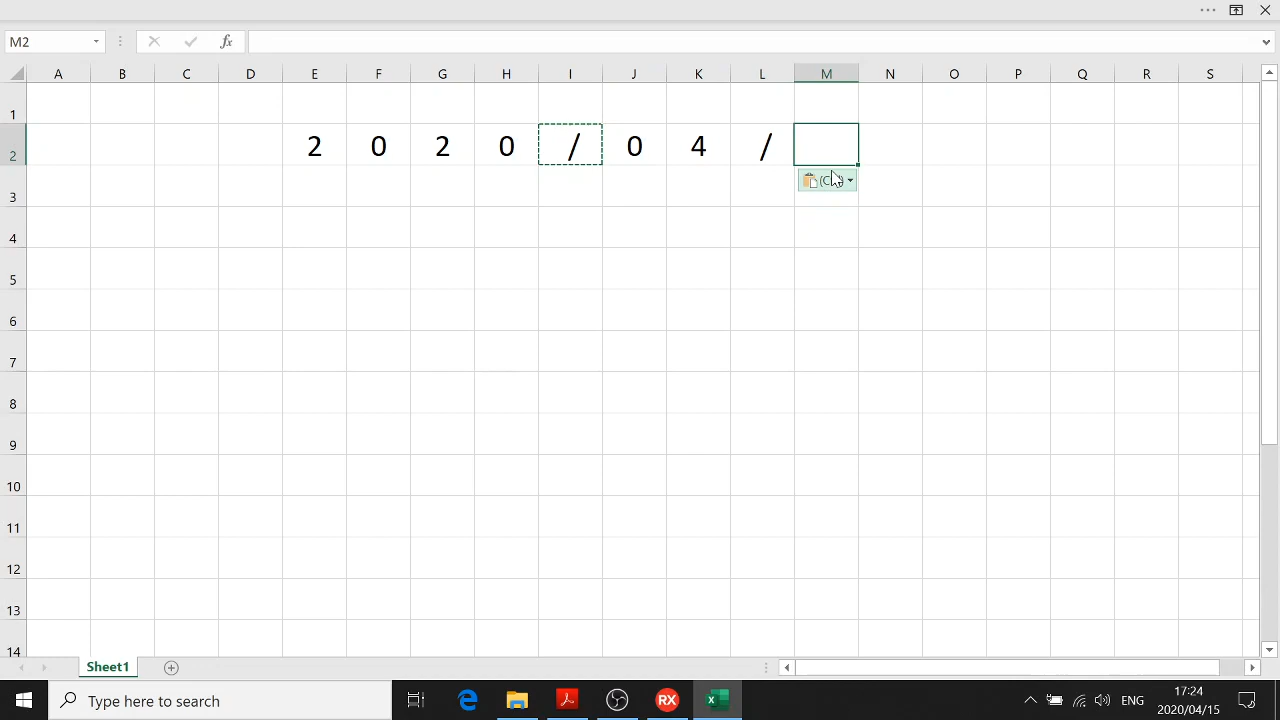 M2 fx
A B C D E F G H I J K L M N O P Q R S
1
2 2 0 2 0 / 0 4 /
3
4
5
6
7
8
9
10
11
12
13
14
Sheet1
Type here to search RX ENG 17:24
2020/04/15